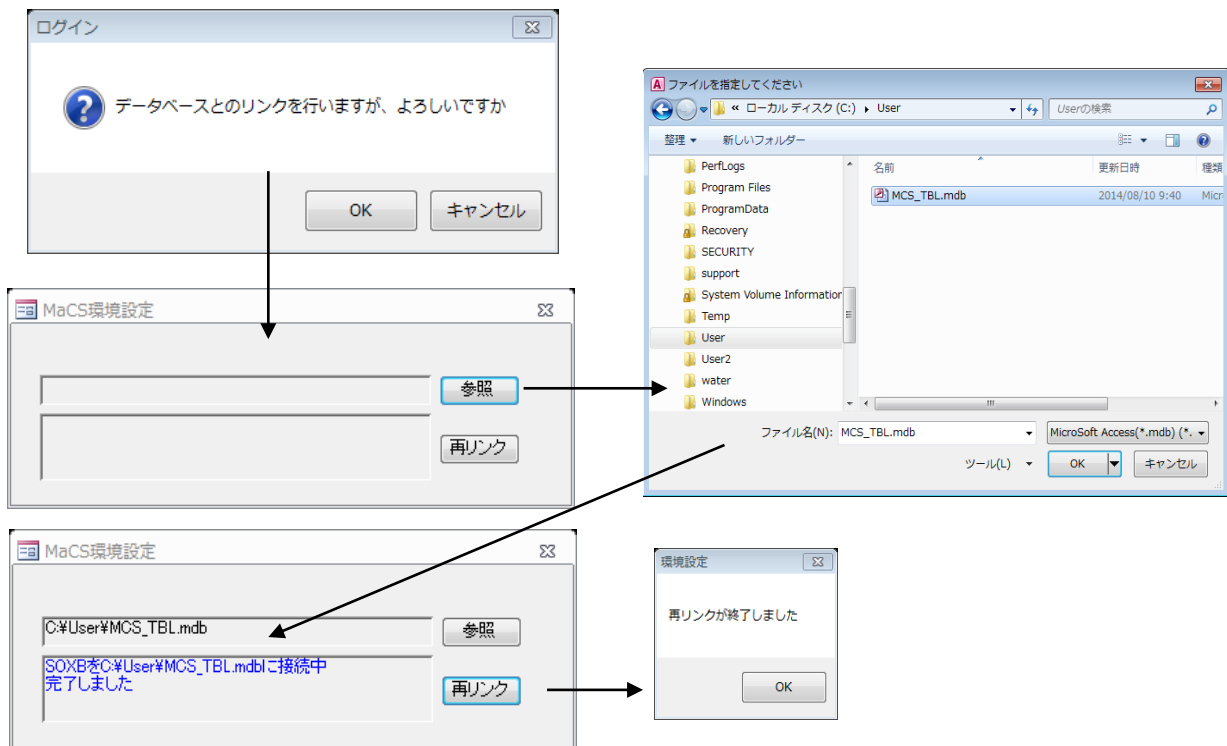 ログイン
データベースとのリンクを行いますが、よろしいですか
OK
キャンセル
MaCS環境設定
参照
再リンク
ファイルを指定してください
« ローカル ディスク (C:) ▸ User
Userの検索
整理
新しいフォルダー
PerfLogs
Program Files
ProgramData
Recovery
SECURITY
support
System Volume Information
Temp
User
User2
water
Windows
名前
更新日時
種類
MCS_TBL.mdb
2014/08/10 9:40
Micr
ファイル名(N):
MCS_TBL.mdb
MicroSoft Access(*.mdb) (*.
ツール(L)
OK
キャンセル
MaCS環境設定
C:¥User¥MCS_TBL.mdb
参照
SOXBをC:¥User¥MCS_TBL.mdbに接続中
完了しました
再リンク
環境設定
再リンクが終了しました
OK